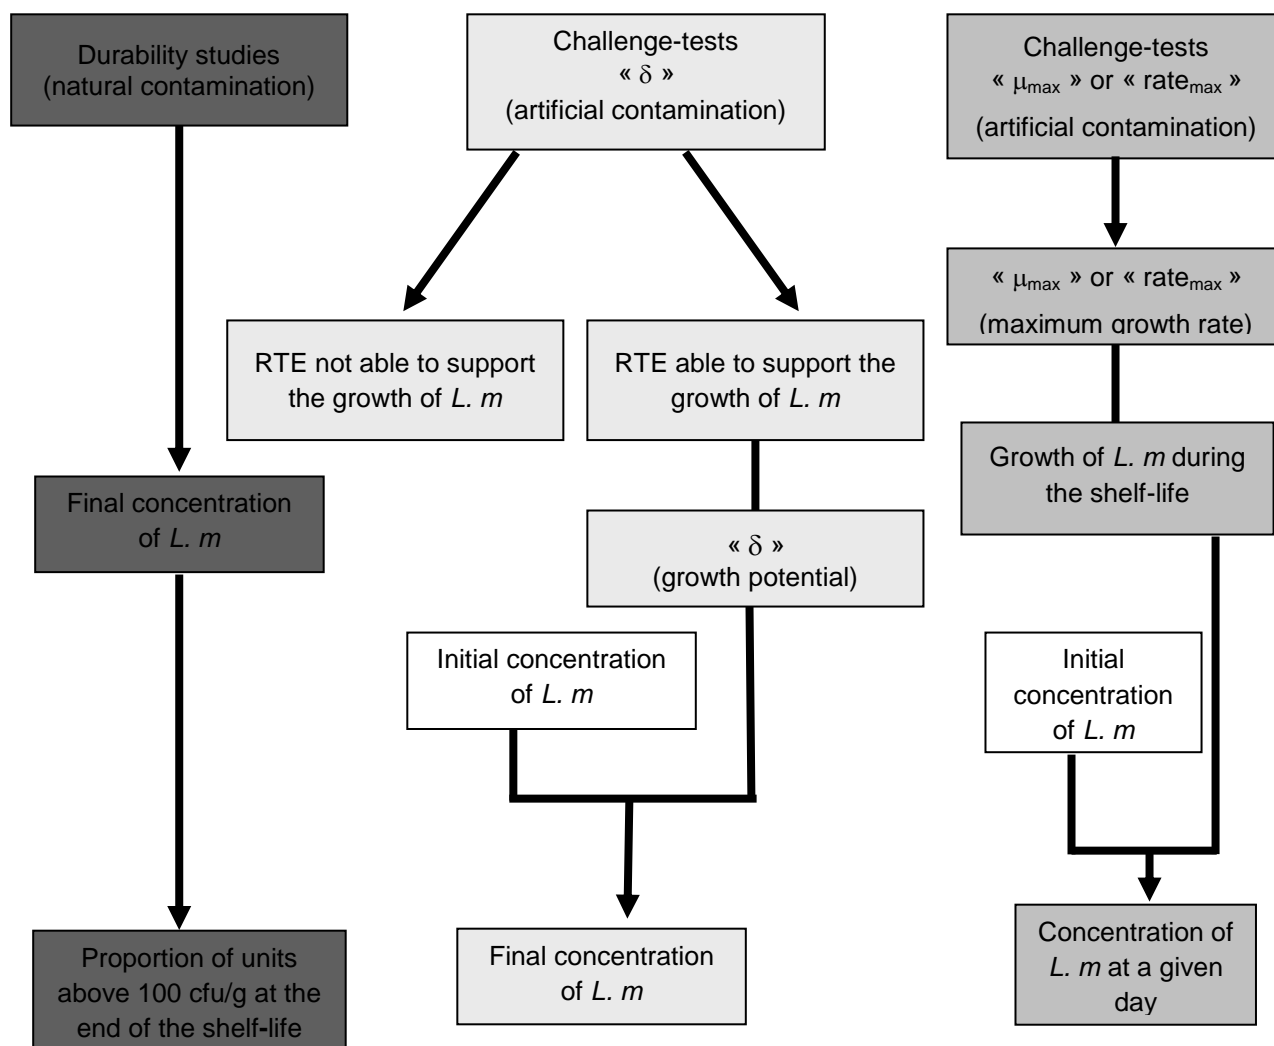 Durability studies
(natural contamination)
Final concentration
of L. m
Proportion of units
above 100 cfu/g at the
end of the shelf-life
Challenge-tests
« δ »
(artificial contamination)
RTE not able to support
the growth of L. m
RTE able to support the
growth of L. m
« δ »
(growth potential)
Initial concentration
of L. m
Final concentration
of L. m
Challenge-tests
« μmax » or « ratemax »
(artificial contamination)
« μmax » or « ratemax »
(maximum growth rate)
Growth of L. m during
the shelf-life
Initial
concentration
of L. m
Concentration of
L. m at a given
day